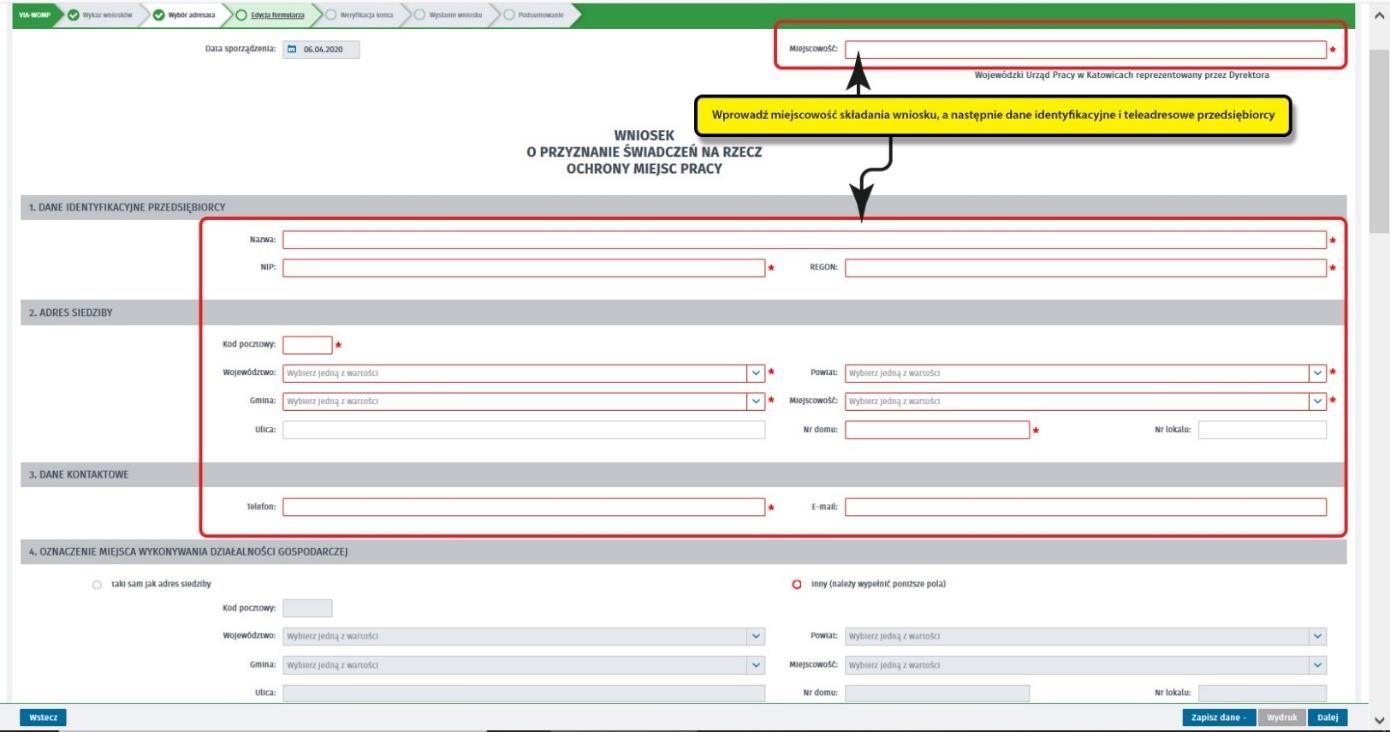 VIA-WOMP Wykaz wniosków Wybór adresata Edycja formularza Weryfikacja konta Wysłanie wniosku Podsumowanie
Data sporządzenia: 06.04.2020 Miejscowość: *
Wojewódzki Urząd Pracy w Katowicach reprezentowany przez Dyrektora
Wprowadź miejscowość składania wniosku, a następnie dane identyfikacyjne i teleadresowe przedsiębiorcy
WNIOSEK
O PRZYZNANIE ŚWIADCZEŃ NA RZECZ
OCHRONY MIEJSC PRACY
1. DANE IDENTYFIKACYJNE PRZEDSIĘBIORCY
Nazwa: *
NIP: * REGON: *
2. ADRES SIEDZIBY
Kod pocztowy: *
Województwo: Wybierz jedną z wartości * Powiat: Wybierz jedną z wartości *
Gmina: Wybierz jedną z wartości * Miejscowość: Wybierz jedną z wartości *
Ulica: Nr domu: * Nr lokalu:
3. DANE KONTAKTOWE
Telefon: * E-mail:
4. OZNACZENIE MIEJSCA WYKONYWANIA DZIAŁALNOŚCI GOSPODARCZEJ
taki sam jak adres siedziby inny (należy wypełnić poniższe pola)
Kod pocztowy:
Województwo: Wybierz jedną z wartości Powiat: Wybierz jedną z wartości
Gmina: Wybierz jedną z wartości Miejscowość: Wybierz jedną z wartości
Ulica: Nr domu: Nr lokalu:
Wstecz Zapisz dane - Wydruk Dalej